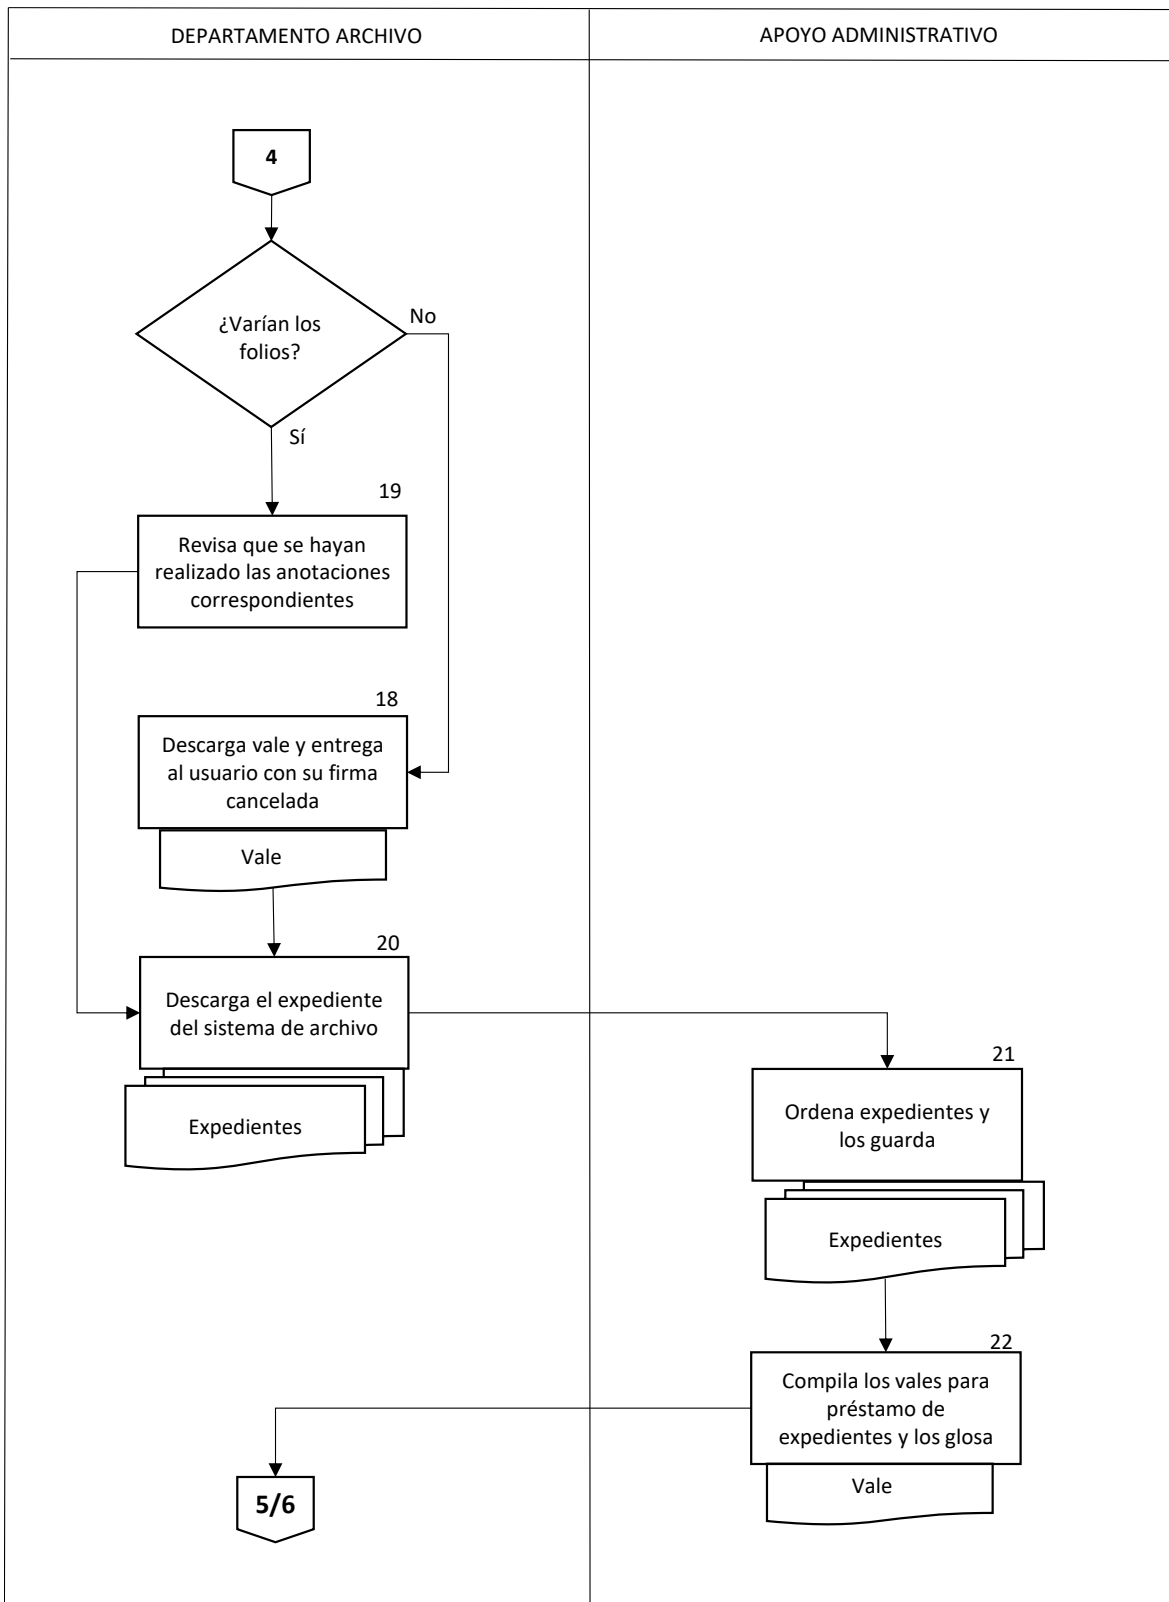 DEPARTAMENTO ARCHIVO
APOYO ADMINISTRATIVO
4
¿Varían los
folios?
No
Sí
19
Revisa que se hayan
realizado las anotaciones
correspondientes
18
Descarga vale y entrega
al usuario con su firma
cancelada
Vale
20
Descarga el expediente
del sistema de archivo
Expedientes
21
Ordena expedientes y
los guarda
Expedientes
22
Compila los vales para
préstamo de
expedientes y los glosa
Vale
5/6